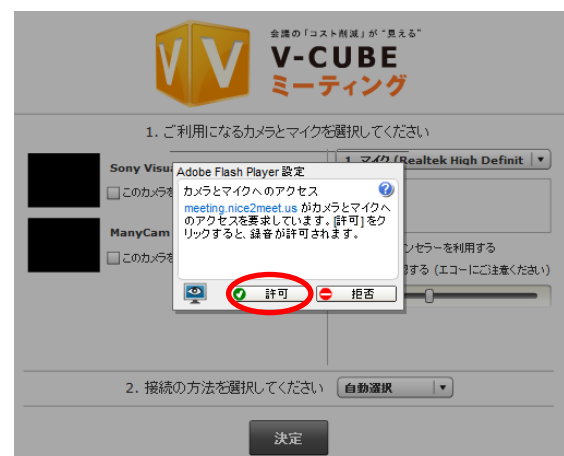 会議の「コスト削減」が“見える”
V-CUBE
ミーティング
1. ご利用になるカメラとマイクを選択してください
Sony Visu
1. マイク (Realtek High Definit
このカメラを
Adobe Flash Player 設定
カメラとマイクへのアクセス
meeting.nice2meet.us がカメラとマイクへ
のアクセスを要求しています。[許可]をク
リックすると、録音が許可されます。
ManyCam
このカメラを
ンセラーを利用する
する (エコーにご注意ください)
許可
拒否
2. 接続の方法を選択してください
自動選択
決定